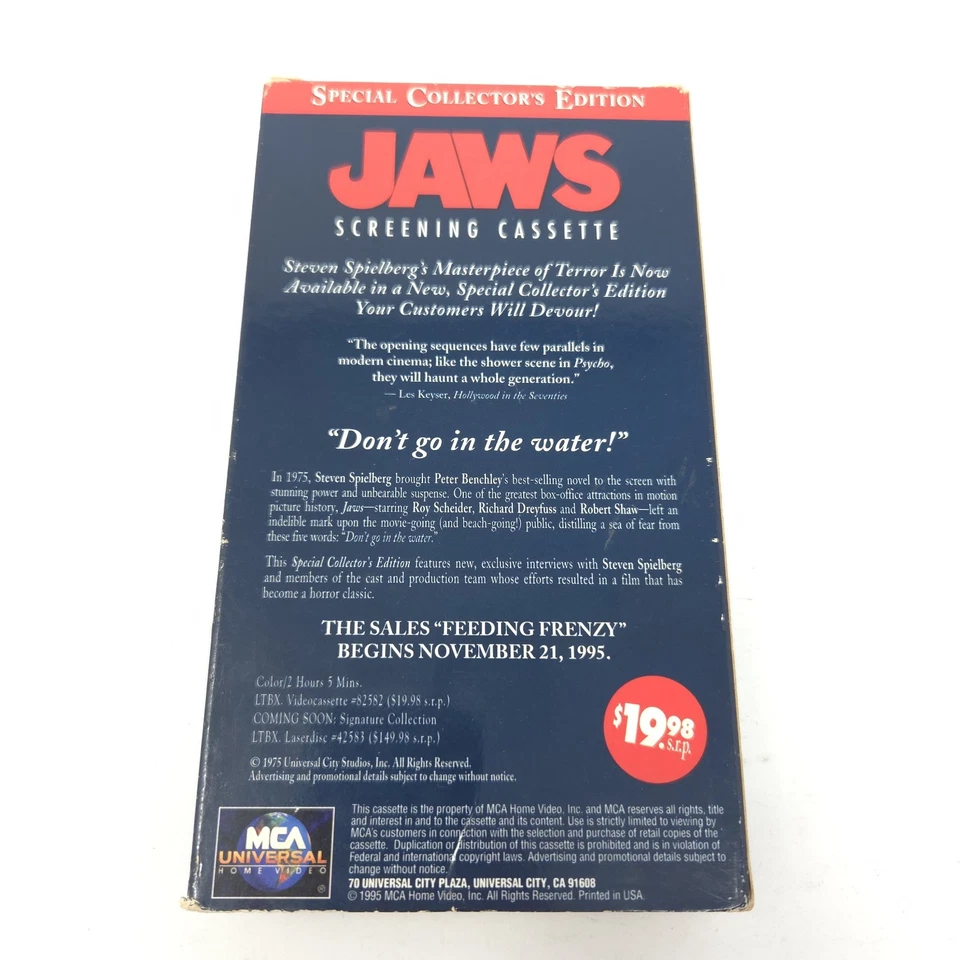 SPECIAL COLLECTOR'S EDITION
JAWS
SCREENING CASSETTE
Steven Spielberg's Masterpiece of Terror Is Now
Available in a New, Special Collector's Edition
Your Customers Will Devour!
"The opening sequences have few parallels in
modern cinema; like the shower scene in Psycho,
they will haunt a whole generation."
— Les Keyser, Hollywood in the Seventies
"Don't go in the water!"
In 1975, Steven Spielberg brought Peter Benchley's best-selling novel to the screen with
stunning power and unbearable suspense. One of the greatest box-office attractions in motion
picture history, Jaws—starring Roy Scheider, Richard Dreyfuss and Robert Shaw—left an
indelible mark upon the movie-going (and beach-going!) public, distilling a sea of fear from
these five words: "Don't go in the water."
This Special Collector's Edition features new, exclusive interviews with Steven Spielberg
and members of the cast and production team whose efforts resulted in a film that has
become a horror classic.
THE SALES "FEEDING FRENZY"
BEGINS NOVEMBER 21, 1995.
Color/2 Hours 5 Mins.
LTBX. Videocassette #82582 ($19.98 s.r.p.)
COMING SOON: Signature Collection
LTBX. Laserdisc #42583 ($149.98 s.r.p.)
$19.98
s.r.p.
© 1975 Universal City Studios, Inc. All Rights Reserved.
Advertising and promotional details subject to change without notice.
MCA
UNIVERSAL
HOME VIDEO
®
This cassette is the property of MCA Home Video, Inc. and MCA reserves all rights, title
and interest in and to the cassette and its content. Use is strictly limited to viewing by
MCA's customers in connection with the selection and purchase of retail copies of the
cassette. Duplication or distribution of this cassette is prohibited and is in violation of
Federal and international copyright laws. Advertising and promotional details subject to
change without notice.
70 UNIVERSAL CITY PLAZA, UNIVERSAL CITY, CA 91608
© 1995 MCA Home Video, Inc. All Rights Reserved. Printed in USA.